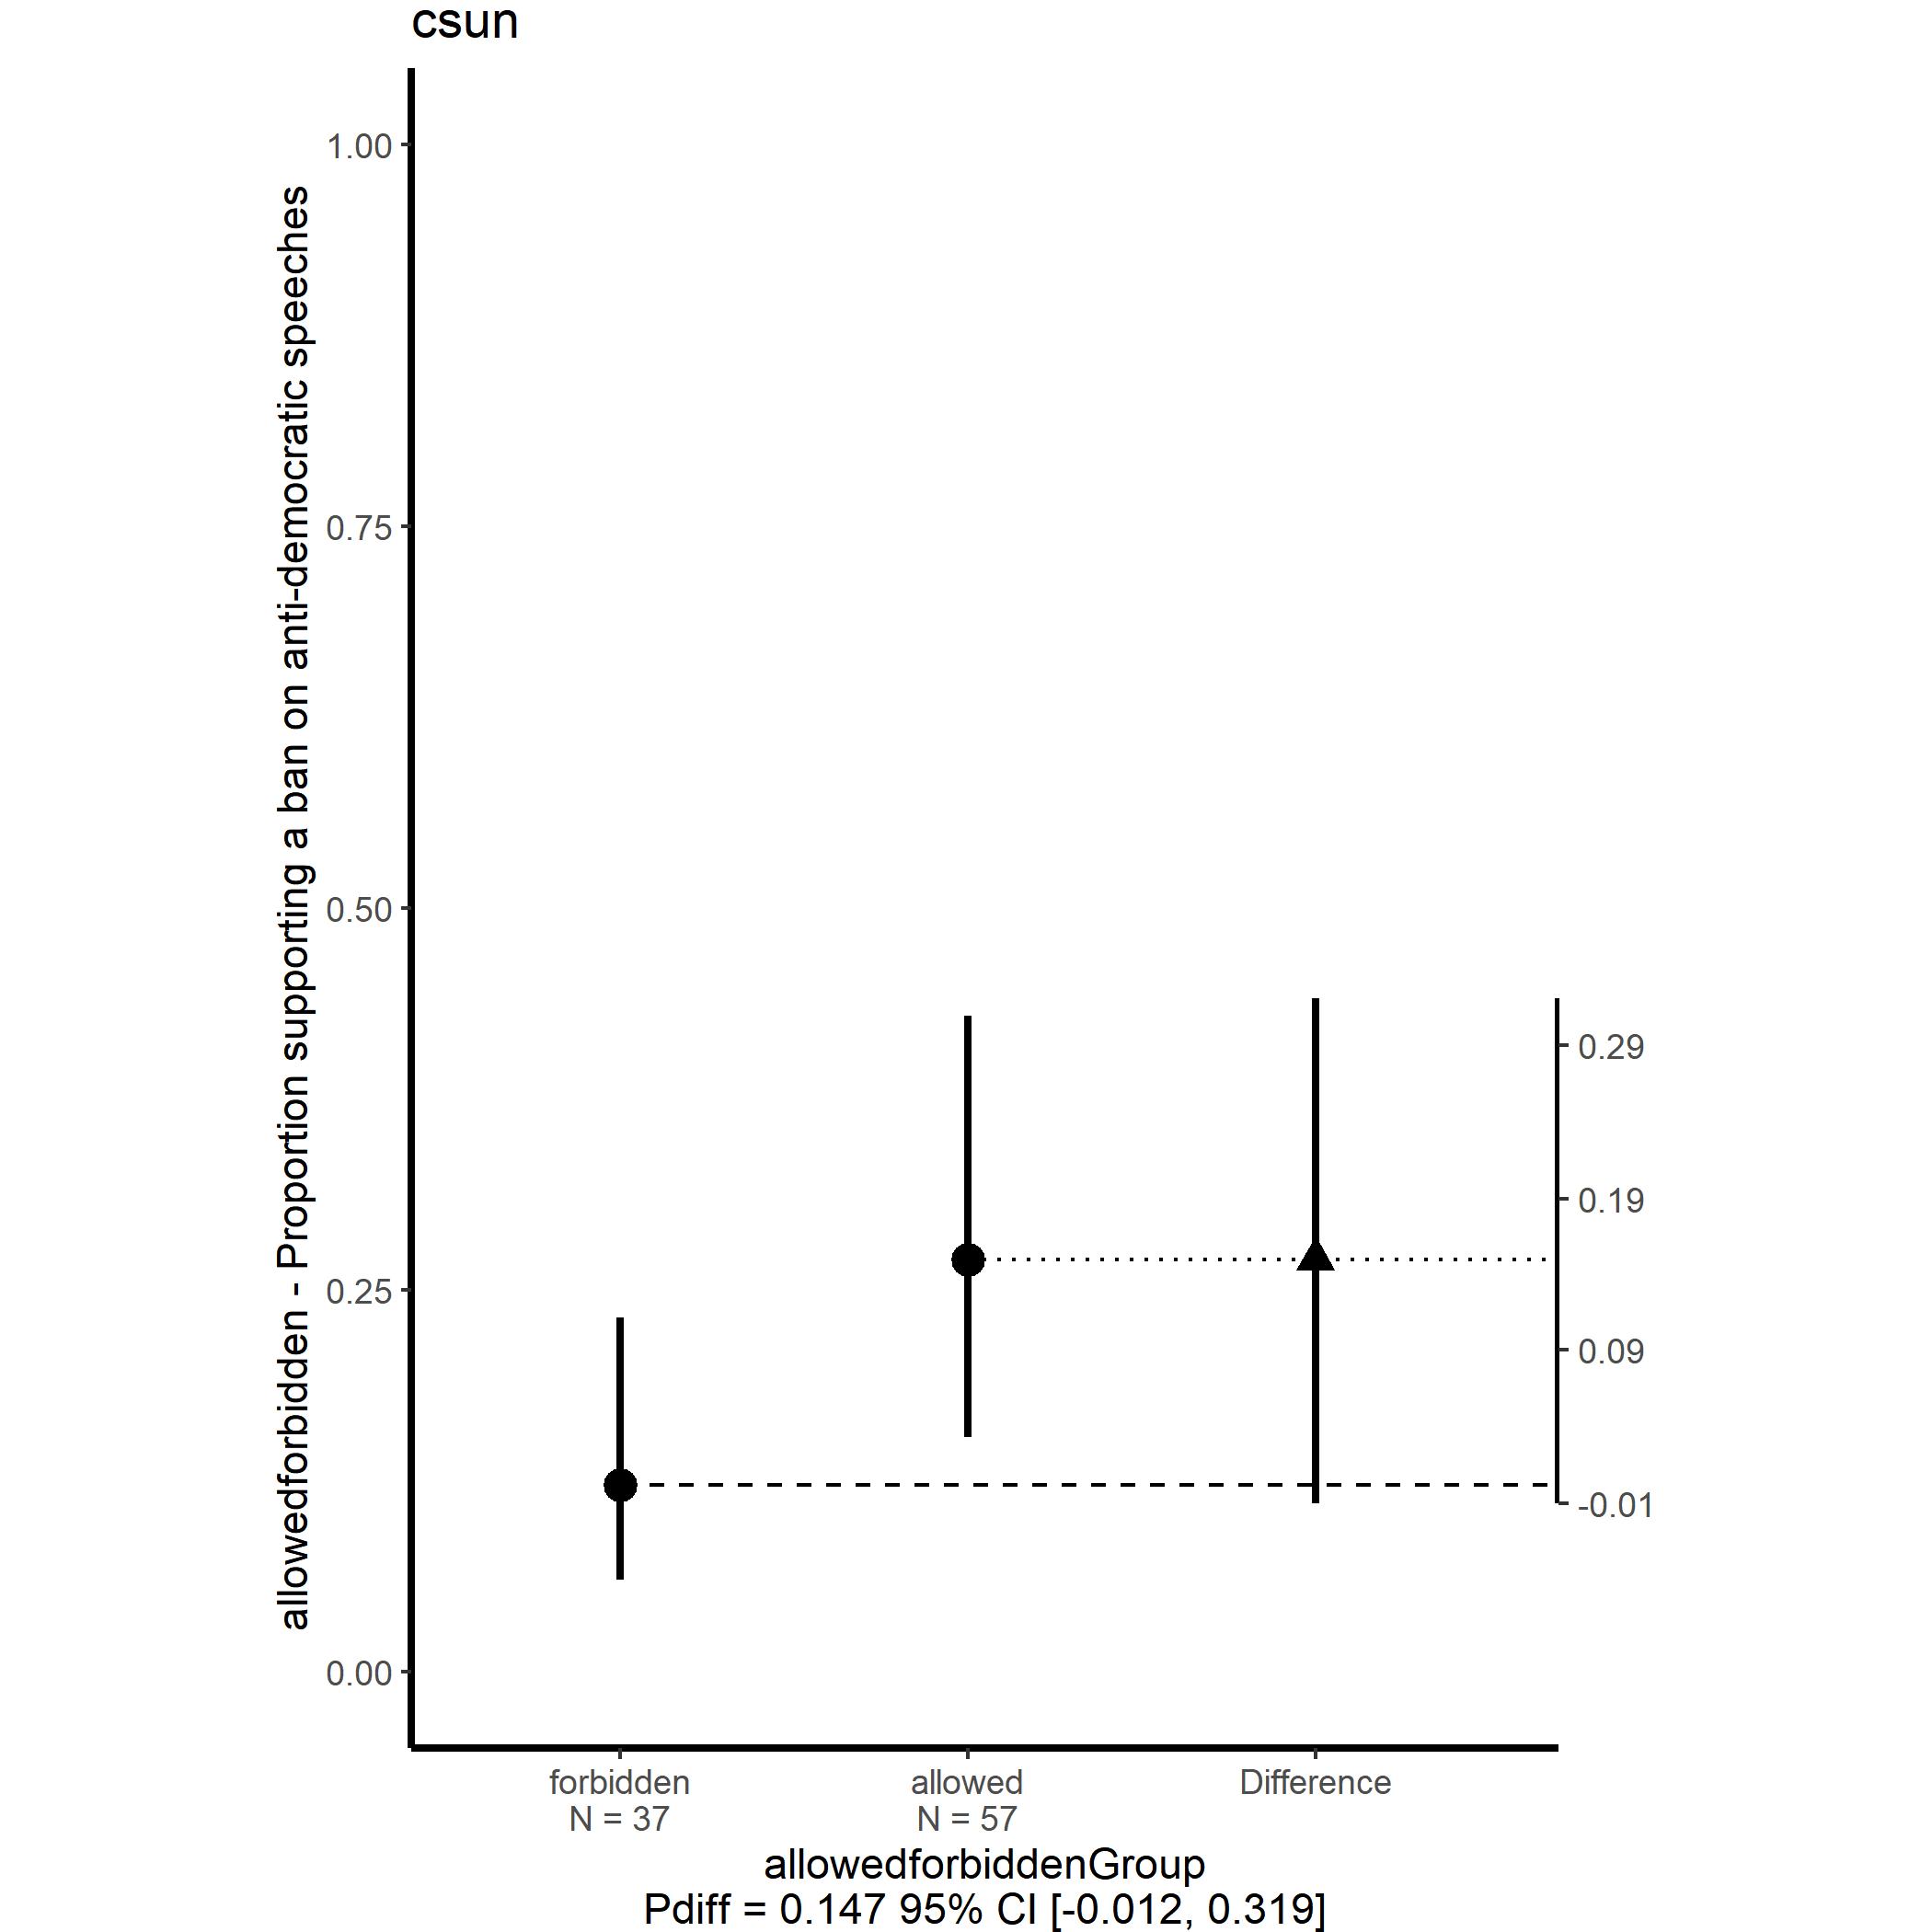 csun
allowedforbidden - Proportion supporting a ban on anti-democratic speeches
1.00
0.75
0.50
0.25
0.00
0.29
0.19
0.09
-0.01
forbidden
N = 37
allowed
N = 57
Difference
allowedforbiddenGroup
Pdiff = 0.147 95% CI [-0.012, 0.319]